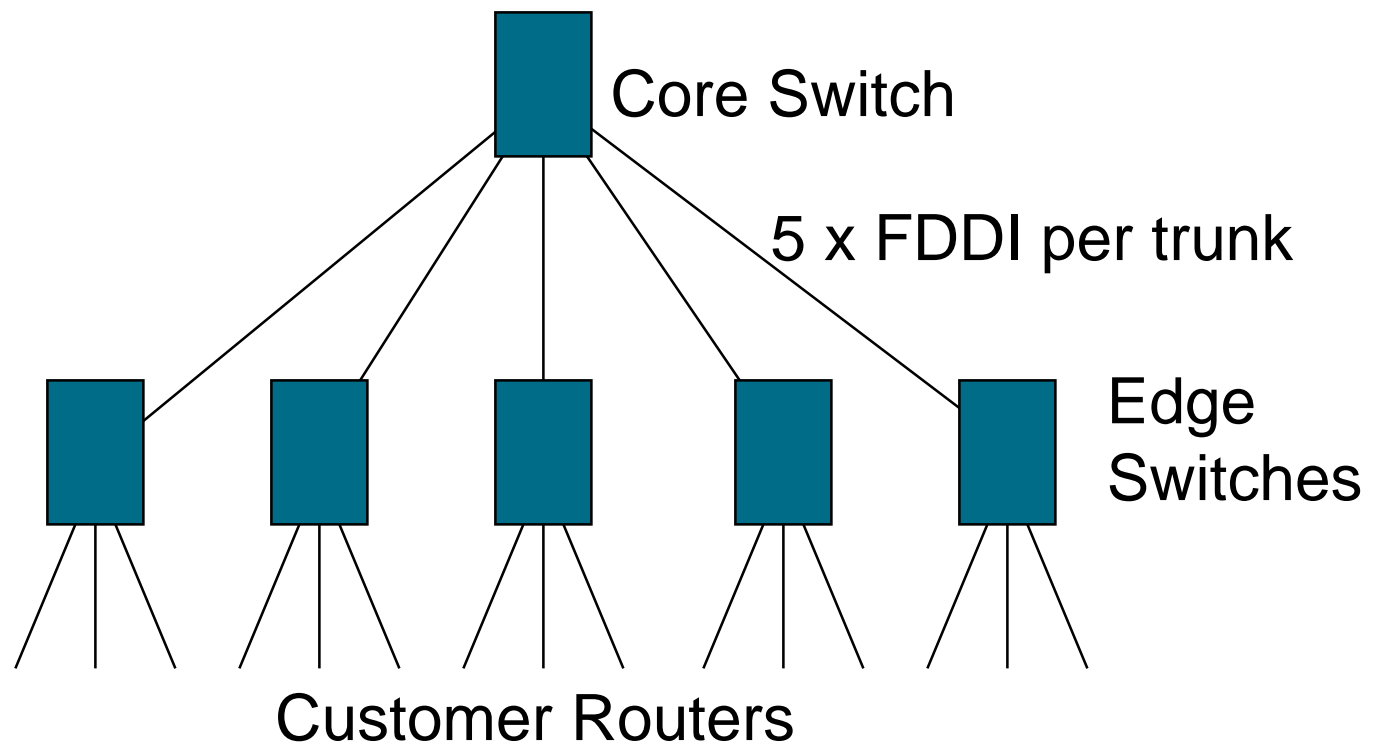 Core Switch
5 x FDDI per trunk
Edge
Switches
Customer Routers